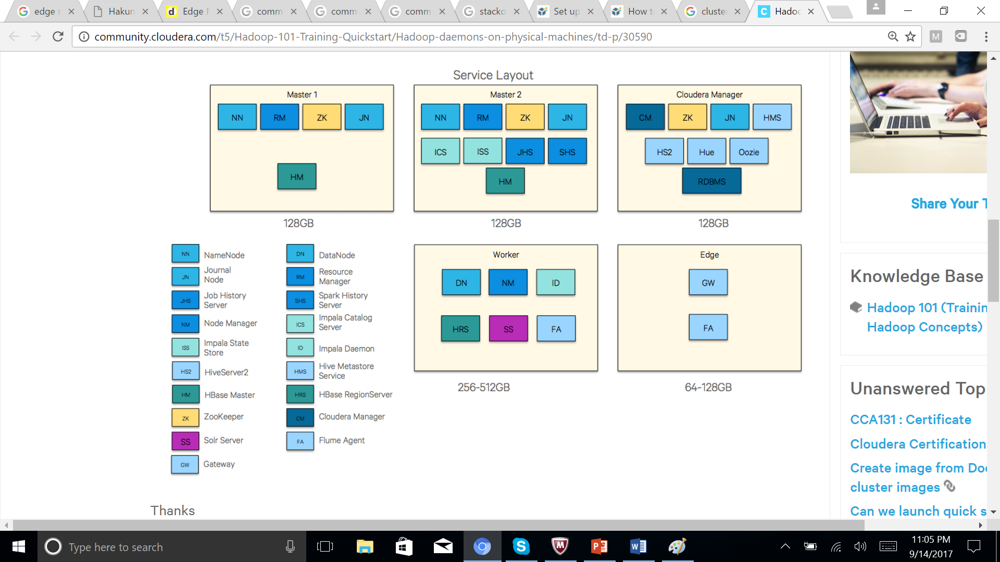 edge r
Hakun
Edge N
comm
comm
comm
stacko
Set up
How t
cluste
Hadoo
community.cloudera.com/t5/Hadoop-101-Training-Quickstart/Hadoop-daemons-on-physical-machines/td-p/30590
Service Layout
Master 1
NN RM ZK JN
HM
128GB
Master 2
NN RM ZK JN
ICS ISS JHS SHS
HM
128GB
Cloudera Manager
CM ZK JN HMS
HS2 Hue Oozie
RDBMS
128GB
NN NameNode
DN DataNode
JN Journal
Node
RM Resource
Manager
JHS Job History
Server
SHS Spark History
Server
NM Node Manager
ICS Impala Catalog
Server
ISS Impala State
Store
ID Impala Daemon
HS2 HiveServer2
HMS Hive Metastore
Service
HM HBase Master
HRS HBase RegionServer
ZK ZooKeeper
CM Cloudera Manager
SS Solr Server
FA Flume Agent
GW Gateway
Worker
DN NM ID
HRS SS FA
256-512GB
Edge
GW
FA
64-128GB
Thanks
Share Your T
Knowledge Base
Hadoop 101 (Trainin
Hadoop Concepts)
Unanswered Top
CCA131 : Certificate
Cloudera Certification
Create image from Doc
cluster images
Can we launch quick s
Type here to search
11:05 PM
9/14/2017